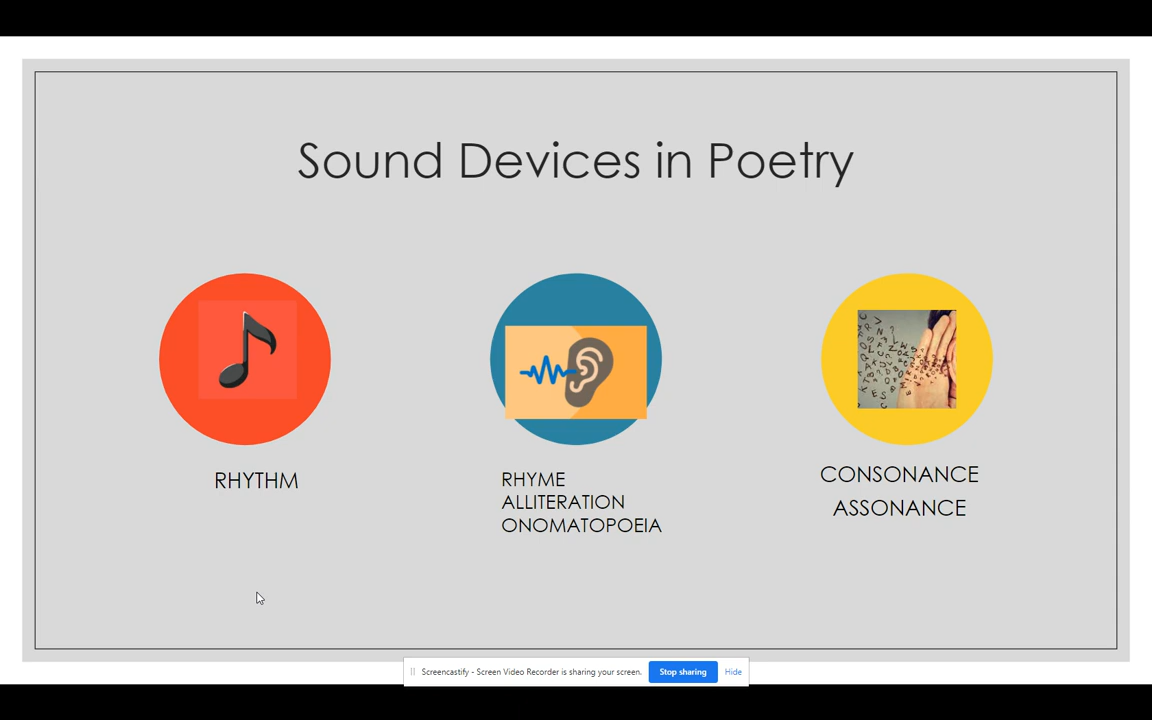 Sound Devices in Poetry
RHYTHM
RHYME
ALLITERATION
ONOMATOPOEIA
CONSONANCE
ASSONANCE
Screencastify - Screen Video Recorder is sharing your screen.
Stop sharing
Hide